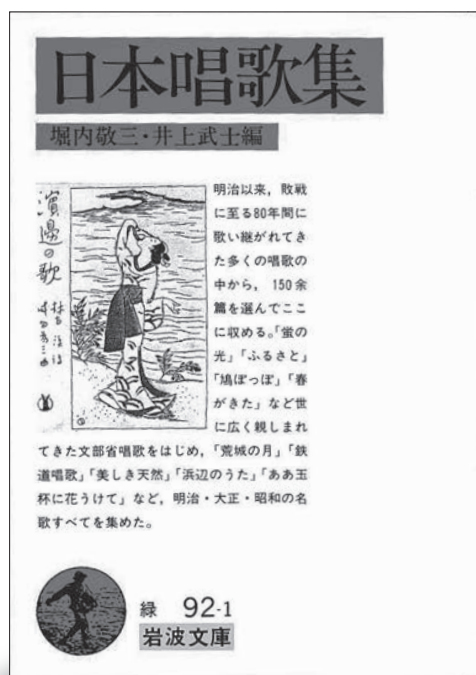 日本唱歌集
堀内敬三・井上武士編
濱邊の歌
明治以来，敗戦
に至る80年間に
歌い継がれてき
た多くの唱歌の
中から，150余
篇を選んでここ
に収める。「蛍の
光」「ふるさと」
「鳩ぽっぽ」「春
がきた」など世
に広く親しまれ
てきた文部省唱歌をはじめ，「荒城の月」「鉄
道唱歌」「美しき天然」「浜辺のうた」「ああ玉
杯に花うけて」など，明治・大正・昭和の名
歌すべてを集めた。
緑 92-1
岩波文庫